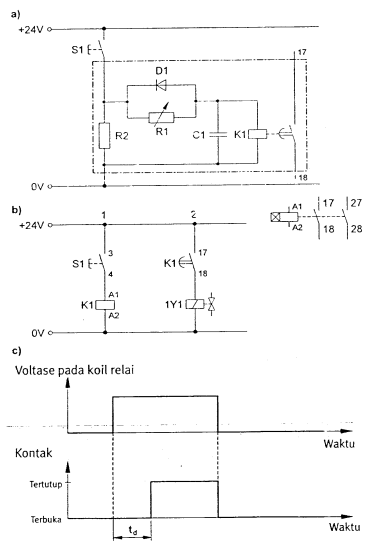 a)
+24V
S1
17
D1
R1
R2
C1
K1
18
0V
b)
1
2
+24V
A1
A2
17
27
18
28
S1
3
4
K1
17
18
K1
A1
A2
1Y1
0V
c)
Voltase pada koil relai
Waktu
Kontak
Tertutup
Terbuka
Waktu
td